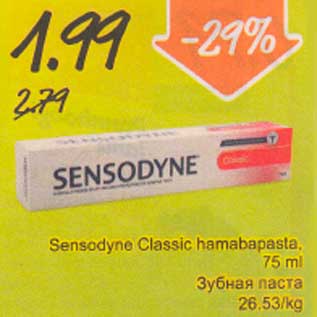 1.99
-29%
2.79
SENSODYNE
Classic
Sensodyne Classic hamabapasta,
75 ml
Зубная паста
26.53/kg